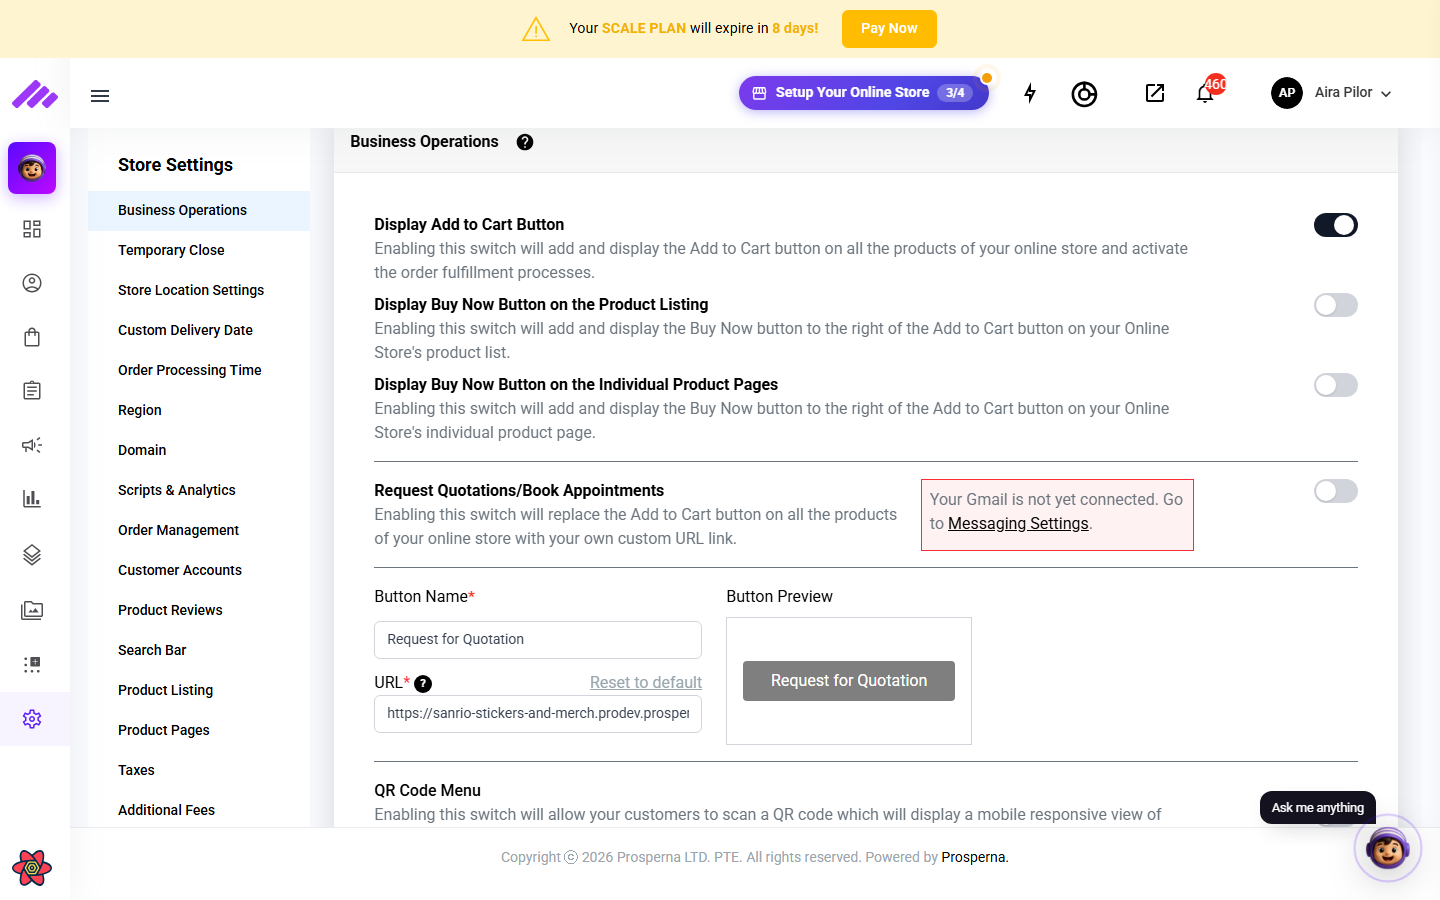 Your SCALE PLAN will expire in 8 days!
Pay Now
Setup Your Online Store 3/4
460
AP
Aira Pilor
Store Settings
Business Operations
Temporary Close
Store Location Settings
Custom Delivery Date
Order Processing Time
Region
Domain
Scripts & Analytics
Order Management
Customer Accounts
Product Reviews
Search Bar
Product Listing
Product Pages
Taxes
Additional Fees
Business Operations
Display Add to Cart Button
Enabling this switch will add and display the Add to Cart button on all the products of your online store and activate
the order fulfillment processes.
Display Buy Now Button on the Product Listing
Enabling this switch will add and display the Buy Now button to the right of the Add to Cart button on your Online
Store's product list.
Display Buy Now Button on the Individual Product Pages
Enabling this switch will add and display the Buy Now button to the right of the Add to Cart button on your Online
Store's individual product page.
Request Quotations/Book Appointments
Enabling this switch will replace the Add to Cart button on all the products
of your online store with your own custom URL link.
Your Gmail is not yet connected. Go
to Messaging Settings.
Button Name*
Request for Quotation
URL*
Reset to default
https://sanrio-stickers-and-merch.prodev.prosper
Button Preview
Request for Quotation
QR Code Menu
Enabling this switch will allow your customers to scan a QR code which will display a mobile responsive view of
Ask me anything
Copyright © 2026 Prosperna LTD. PTE. All rights reserved. Powered by Prosperna.